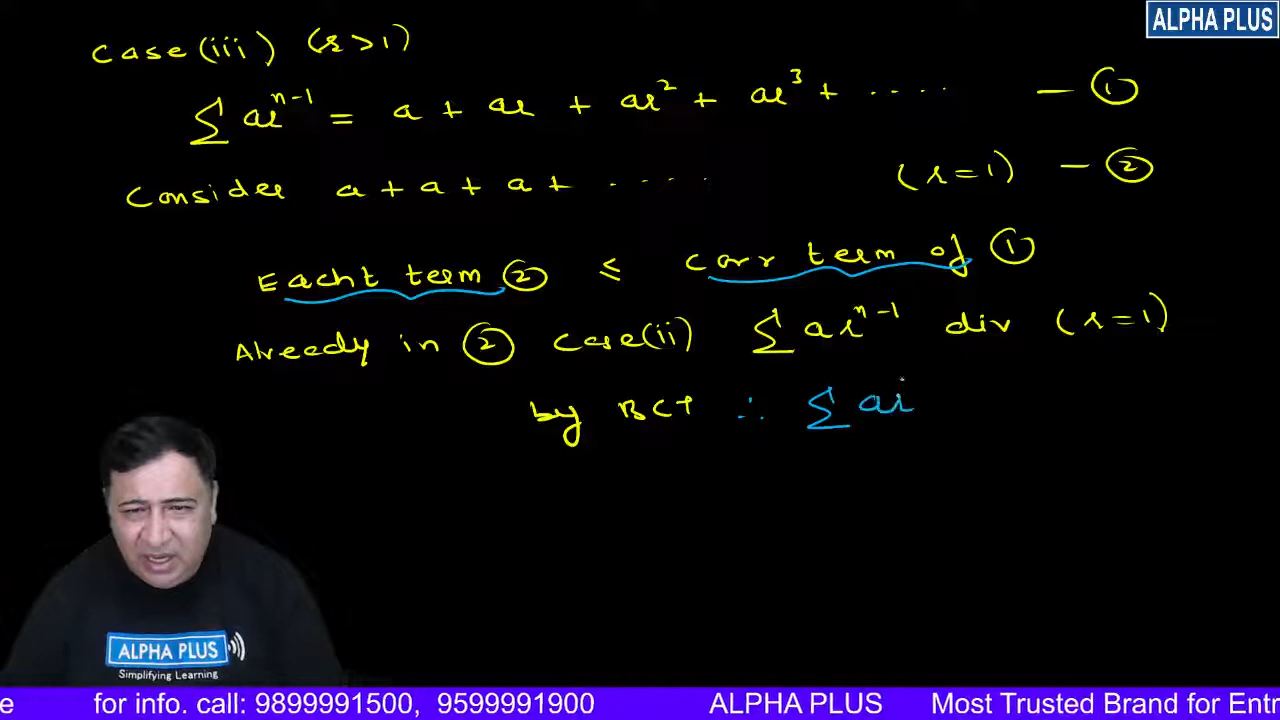 ALPHA PLUS
Case(iii) (r>1)
∑ ar^{n-1} = a + ar + ar² + ar³ + ..... — ①
Consider a + a + a + ..... (r=1) — ②
Eacht term ② ≤ corr term of ①
Already in ② case(ii) ∑ ar^{n-1} div (r=1)
by BCT ∴ ∑ ar
ALPHA PLUS
Simplifying Learning
e for info. call: 9899991500, 9599991900 ALPHA PLUS Most Trusted Brand for Entr